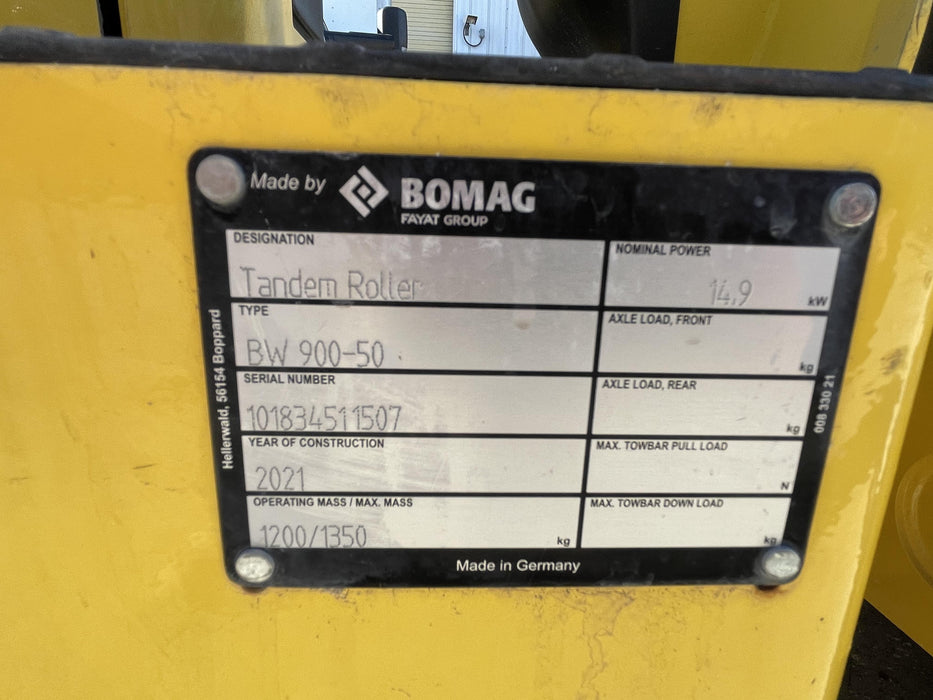 Made by BOMAG
FAYAT GROUP
DESIGNATION
Tandem Roller
NOMINAL POWER
14,9 kW
TYPE
BW 900-50
AXLE LOAD, FRONT
kg
SERIAL NUMBER
101834511507
AXLE LOAD, REAR
kg
YEAR OF CONSTRUCTION
2021
MAX. TOWBAR PULL LOAD
N
OPERATING MASS / MAX. MASS
1200/1350 kg
MAX. TOWBAR DOWN LOAD
kg
Made in Germany
Hellerwald, 56154 Boppard
008 330 21